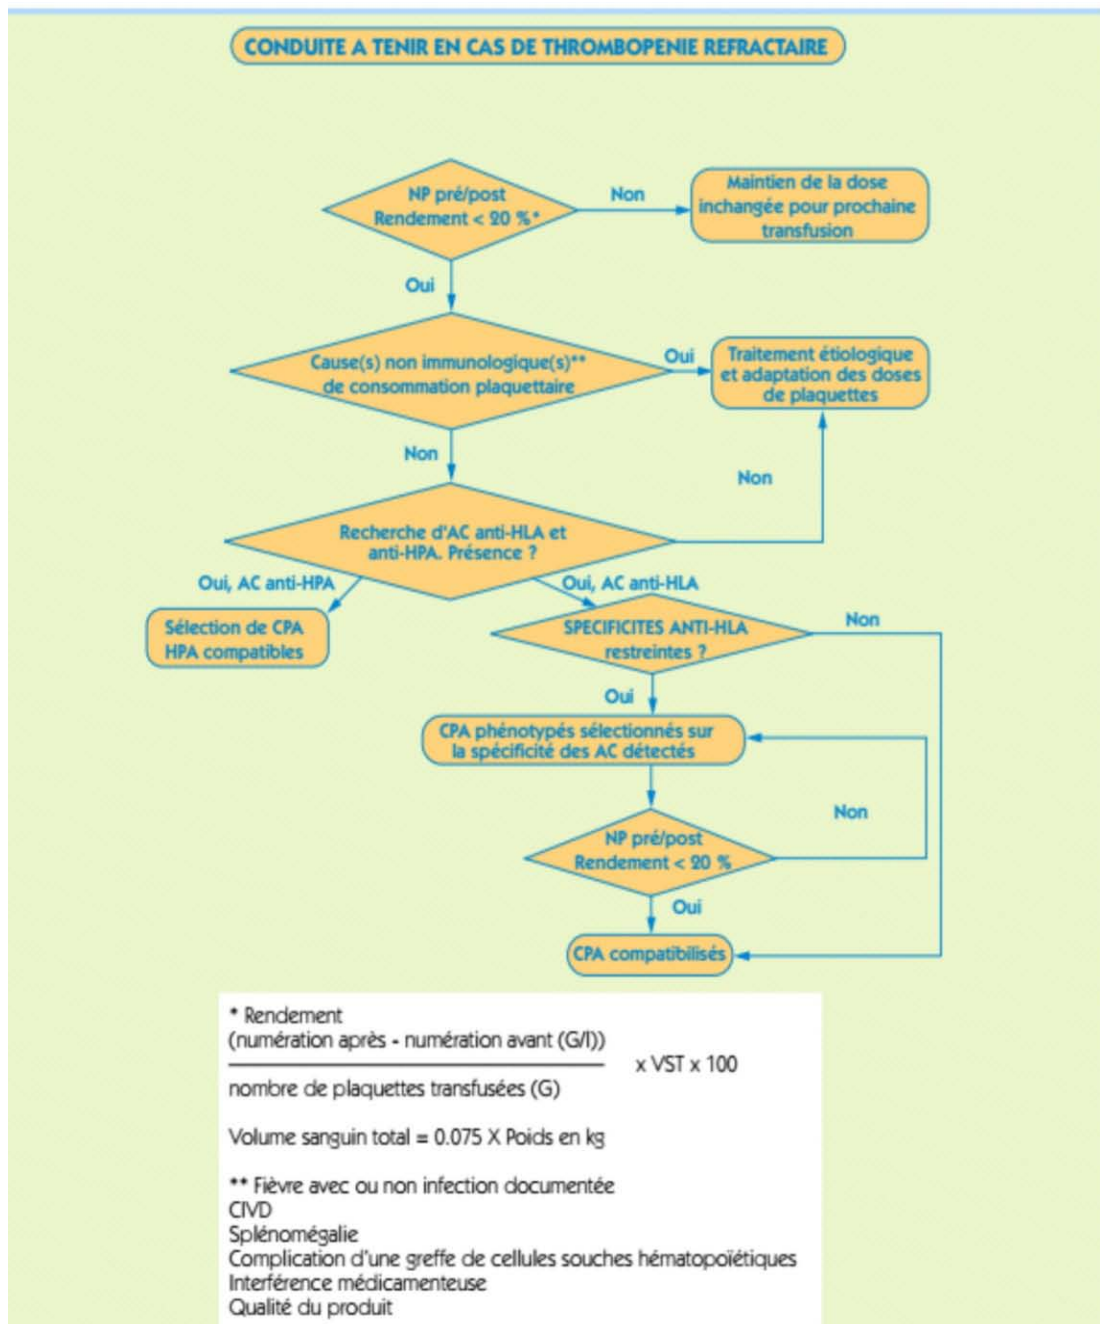 CONDUITE A TENIR EN CAS DE THROMBOPENIE REFRACTAIRE
NP pré/post
Rendement < 20 %*
Non
Maintien de la dose
inchangée pour prochaine
transfusion
Oui
Cause(s) non immunologique(s)**
de consommation plaquettaire
Oui
Traitement étiologique
et adaptation des doses
de plaquettes
Non
Non
Recherche d'AC anti-HLA et
anti-HPA. Présence ?
Oui, AC anti-HPA
Oui, AC anti-HLA
Sélection de CPA
HPA compatibles
SPECIFICITES ANTI-HLA
restreintes ?
Non
Oui
CPA phénotypés sélectionnés sur
la spécificité des AC détectés
Non
NP pré/post
Rendement < 20 %
Oui
CPA compatibilisés
* Rendement
(numération après - numération avant (G/l))
x VST x 100
nombre de plaquettes transfusées (G)
Volume sanguin total = 0.075 X Poids en kg
** Fièvre avec ou non infection documentée
CIVD
Splénomégalie
Complication d'une greffe de cellules souches hématopoïétiques
Interférence médicamenteuse
Qualité du produit